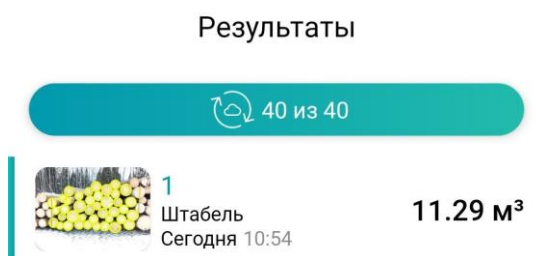 Результаты
40 из 40
1
Штабель
Сегодня 10:54
11.29 м³